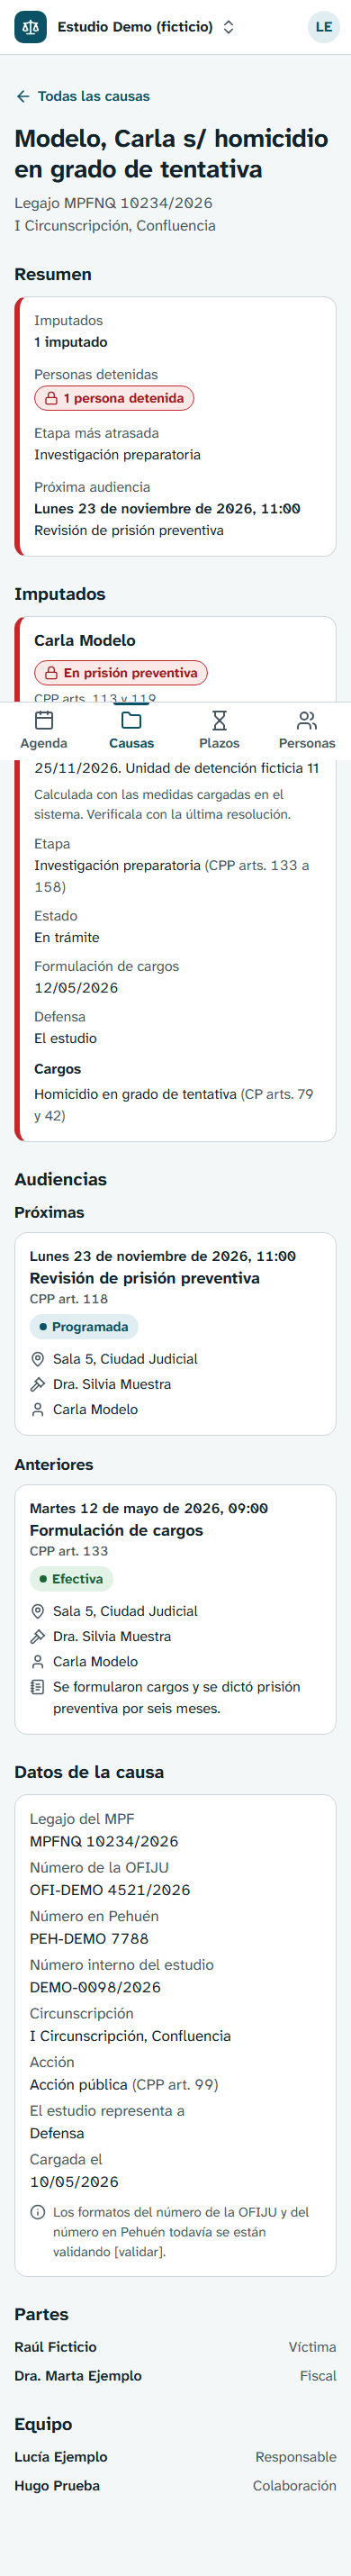 Estudio Demo (ficticio)
LE
Todas las causas
Modelo, Carla s/ homicidio
en grado de tentativa
Legajo MPFNQ 10234/2026
I Circunscripción, Confluencia
Resumen
Imputados
1 imputado
Personas detenidas
1 persona detenida
Etapa más atrasada
Investigación preparatoria
Próxima audiencia
Lunes 23 de noviembre de 2026, 11:00
Revisión de prisión preventiva
Imputados
Carla Modelo
En prisión preventiva
CPP arts. 113 y 119
Agenda
Causas
Plazos
Personas
25/11/2026. Unidad de detención ficticia 11
Calculada con las medidas cargadas en el
sistema. Verificala con la última resolución.
Etapa
Investigación preparatoria (CPP arts. 133 a
158)
Estado
En trámite
Formulación de cargos
12/05/2026
Defensa
El estudio
Cargos
Homicidio en grado de tentativa (CP arts. 79
y 42)
Audiencias
Próximas
Lunes 23 de noviembre de 2026, 11:00
Revisión de prisión preventiva
CPP art. 118
Programada
Sala 5, Ciudad Judicial
Dra. Silvia Muestra
Carla Modelo
Anteriores
Martes 12 de mayo de 2026, 09:00
Formulación de cargos
CPP art. 133
Efectiva
Sala 5, Ciudad Judicial
Dra. Silvia Muestra
Carla Modelo
Se formularon cargos y se dictó prisión
preventiva por seis meses.
Datos de la causa
Legajo del MPF
MPFNQ 10234/2026
Número de la OFIJU
OFI-DEMO 4521/2026
Número en Pehuén
PEH-DEMO 7788
Número interno del estudio
DEMO-0098/2026
Circunscripción
I Circunscripción, Confluencia
Acción
Acción pública (CPP art. 99)
El estudio representa a
Defensa
Cargada el
10/05/2026
Los formatos del número de la OFIJU y del
número en Pehuén todavía se están
validando [validar].
Partes
Raúl Ficticio Víctima
Dra. Marta Ejemplo Fiscal
Equipo
Lucía Ejemplo Responsable
Hugo Prueba Colaboración